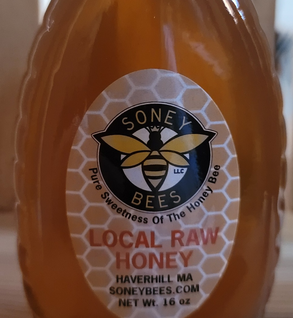 SONEY
LLC
BEES
Pure Sweetness Of The Honey Bee
LOCAL RAW
HONEY
HAVERHILL MA
SONEYBEES.COM
NET Wt. 16 oz